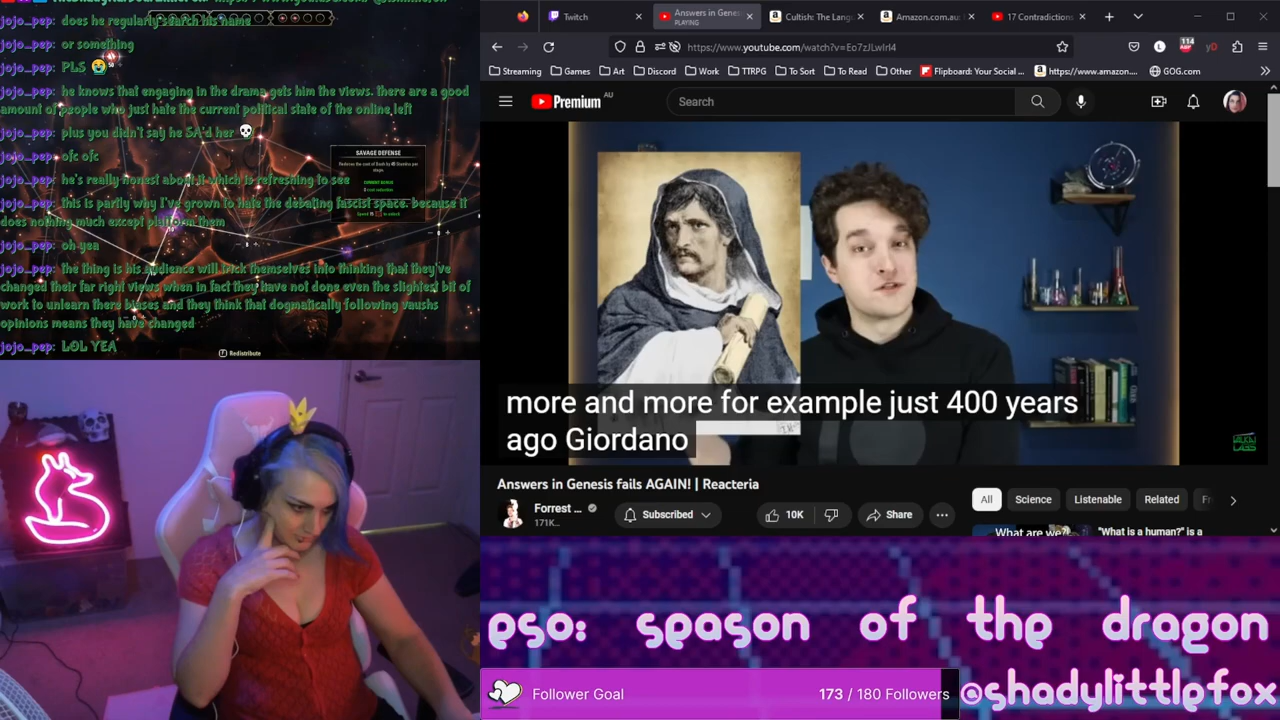 jojo_pep: does he regularly search his name
jojo_pep: or something
jojo_pep: PLS 😭
jojo_pep: he knows that engaging in the drama gets him the views. there are a good
amount of people who just hate the current political state of the online left
jojo_pep: plus you didn't say he SA'd her 💀
jojo_pep: ofc ofc
jojo_pep: he's really honest about it which is refreshing to see
jojo_pep: this is partly why I've grown to hate the debating fascist space. because it
does nothing much except platform them
jojo_pep: oh yea
jojo_pep: the thing is his audience will trick themselves into thinking that they've
changed their far right views when in fact they have not done even the slightest bit of
work to unlearn there biases and they think that dogmatically following vaushs
opinions means they have changed
jojo_pep: LOL YEA
SAVAGE DEFENSE
Redistribute
Twitch
Answers in Genes
PLAYING
Cultish: The Lang
Amazon.com.au:
17 Contradictions
https://www.youtube.com/watch?v=Eo7zJLwIrI4
114
Streaming
Games
Art
Discord
Work
TTRPG
To Sort
To Read
Other
Flipboard: Your Social ...
https://www.amazon....
GOG.com
Premium AU
Search
more and more for example just 400 years
ago Giordano
Answers in Genesis fails AGAIN! | Reacteria
Forrest ...
171K...
Subscribed
10K
Share
All
Science
Listenable
Related
What are we?!
"What is a human?" is a
eso: season of the dragon
Follower Goal
173 / 180 Followers
@shadylittlefox